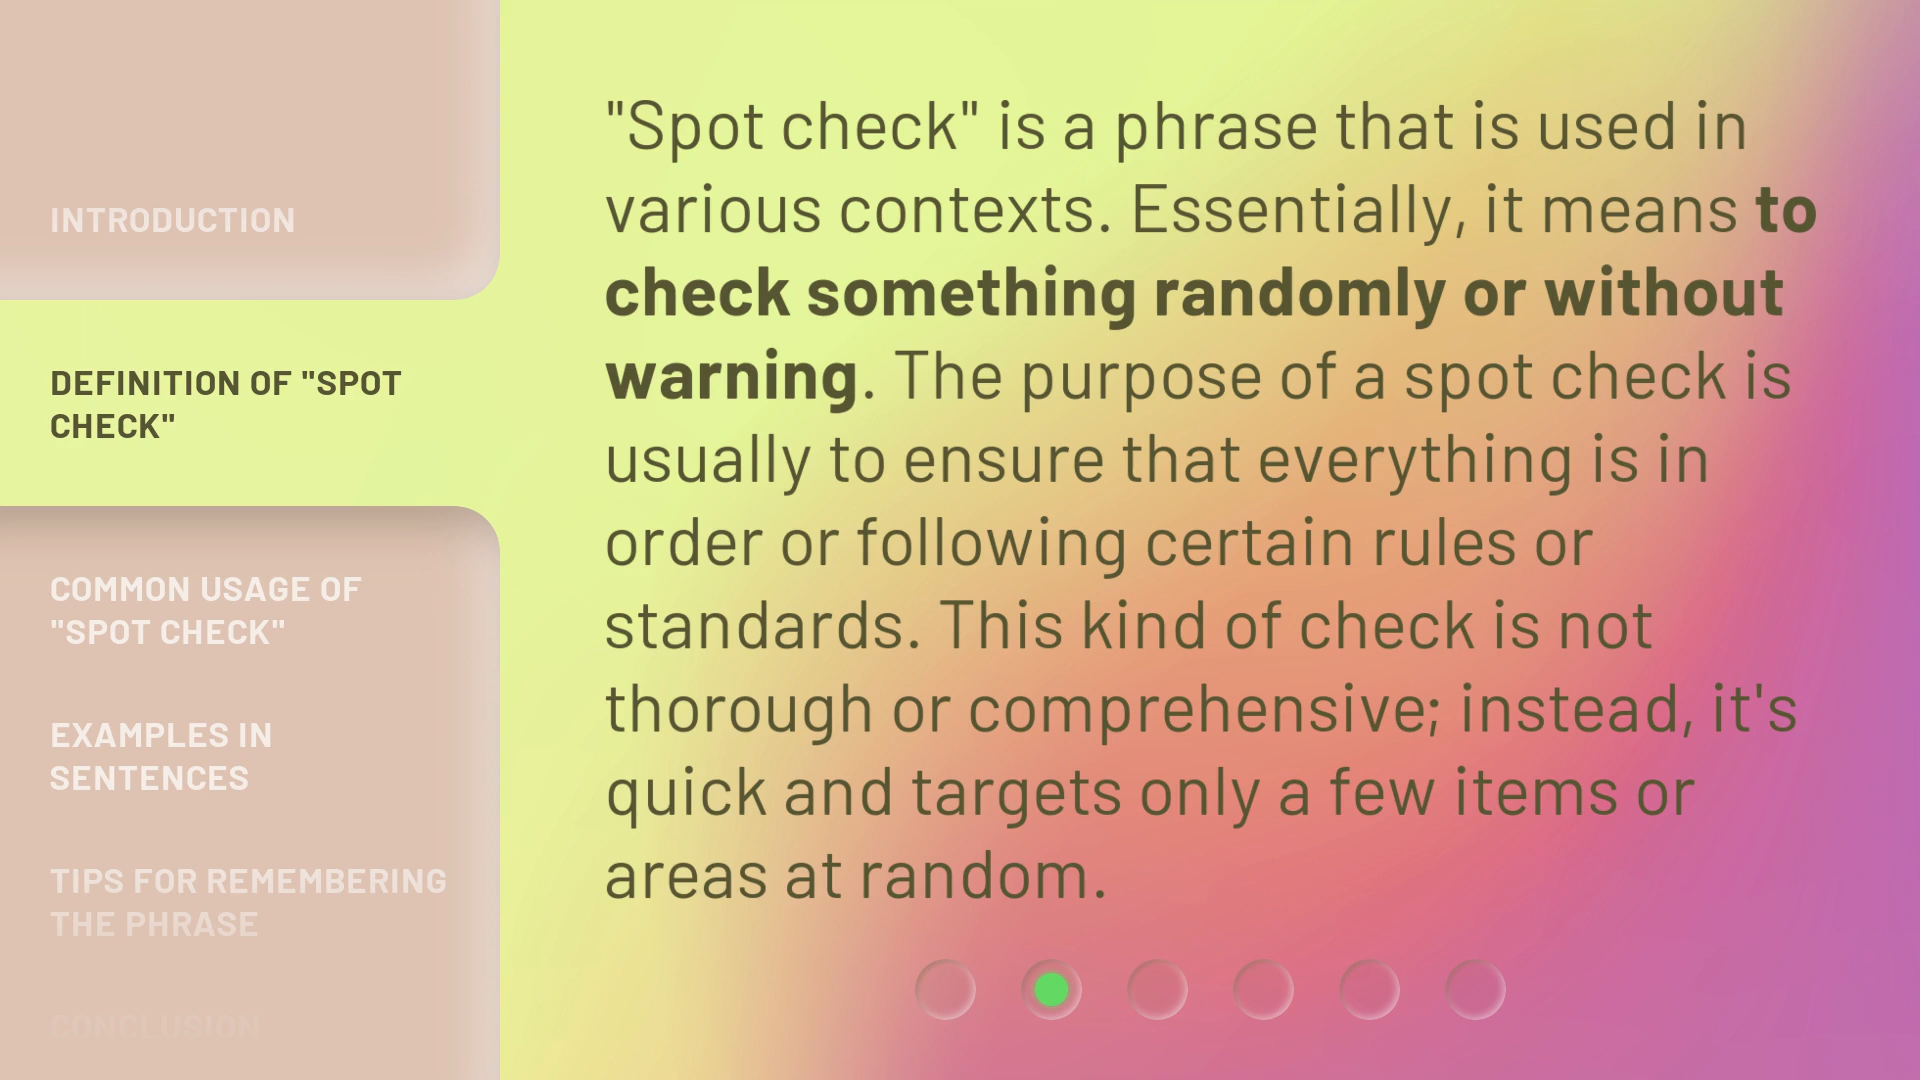 INTRODUCTION
DEFINITION OF "SPOT
CHECK"
COMMON USAGE OF
"SPOT CHECK"
EXAMPLES IN
SENTENCES
TIPS FOR REMEMBERING
THE PHRASE
CONCLUSION
"Spot check" is a phrase that is used in
various contexts. Essentially, it means to
check something randomly or without
warning. The purpose of a spot check is
usually to ensure that everything is in
order or following certain rules or
standards. This kind of check is not
thorough or comprehensive; instead, it's
quick and targets only a few items or
areas at random.